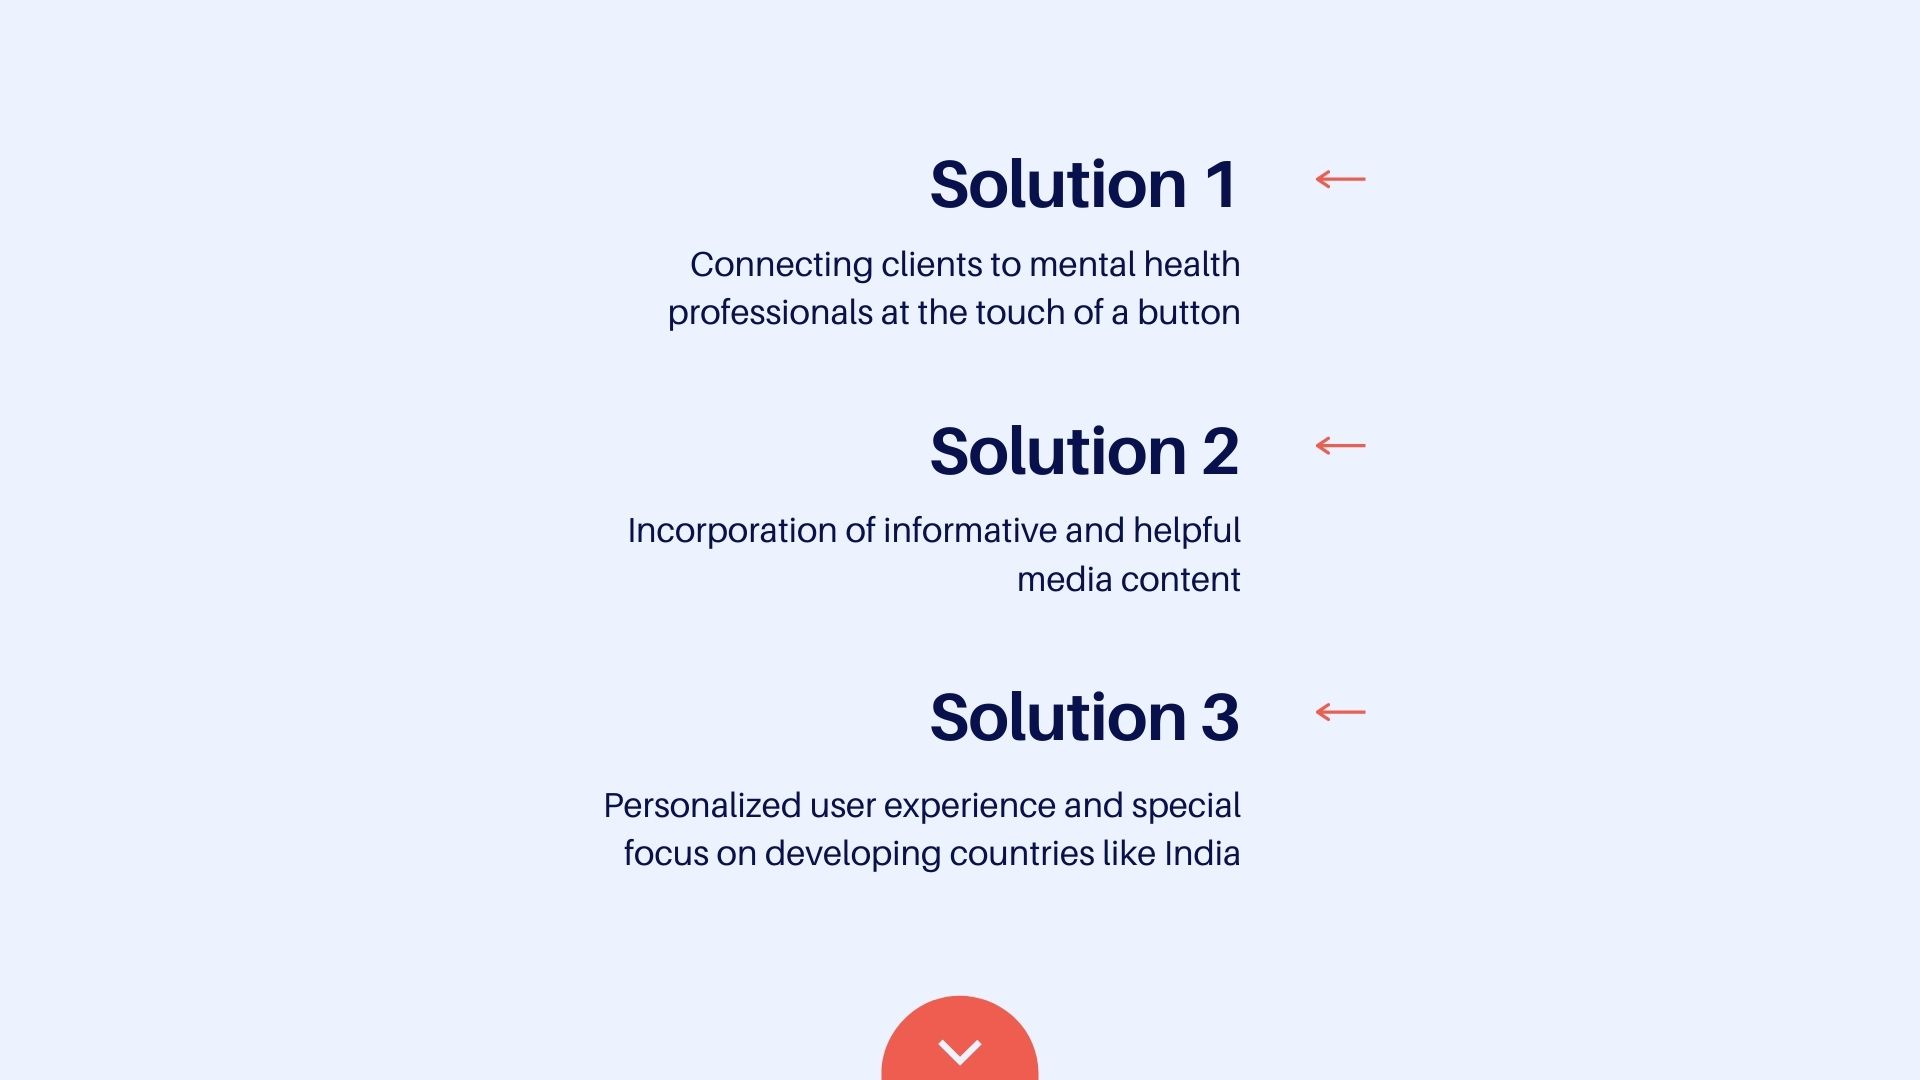 Solution 1
Connecting clients to mental health
professionals at the touch of a button
Solution 2
Incorporation of informative and helpful
media content
Solution 3
Personalized user experience and special
focus on developing countries like India